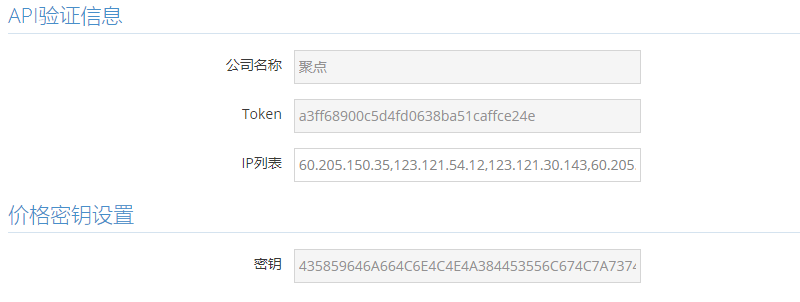 API验证信息
公司名称 聚点
Token a3ff68900c5d4fd0638ba51caffce24e
IP列表 60.205.150.35,123.121.54.12,123.121.30.143,60.205
价格密钥设置
密钥 435859646A664C6E4C4E4A384453556C674C7A7374